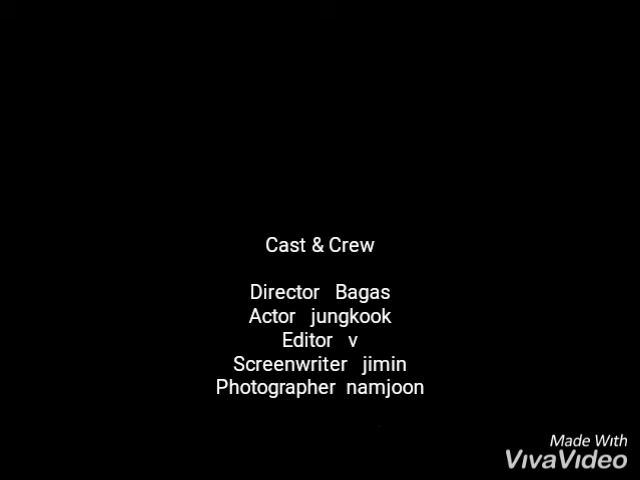 Cast & Crew
Director Bagas
Actor jungkook
Editor v
Screenwriter jimin
Photographer namjoon
Made With
VivaVideo